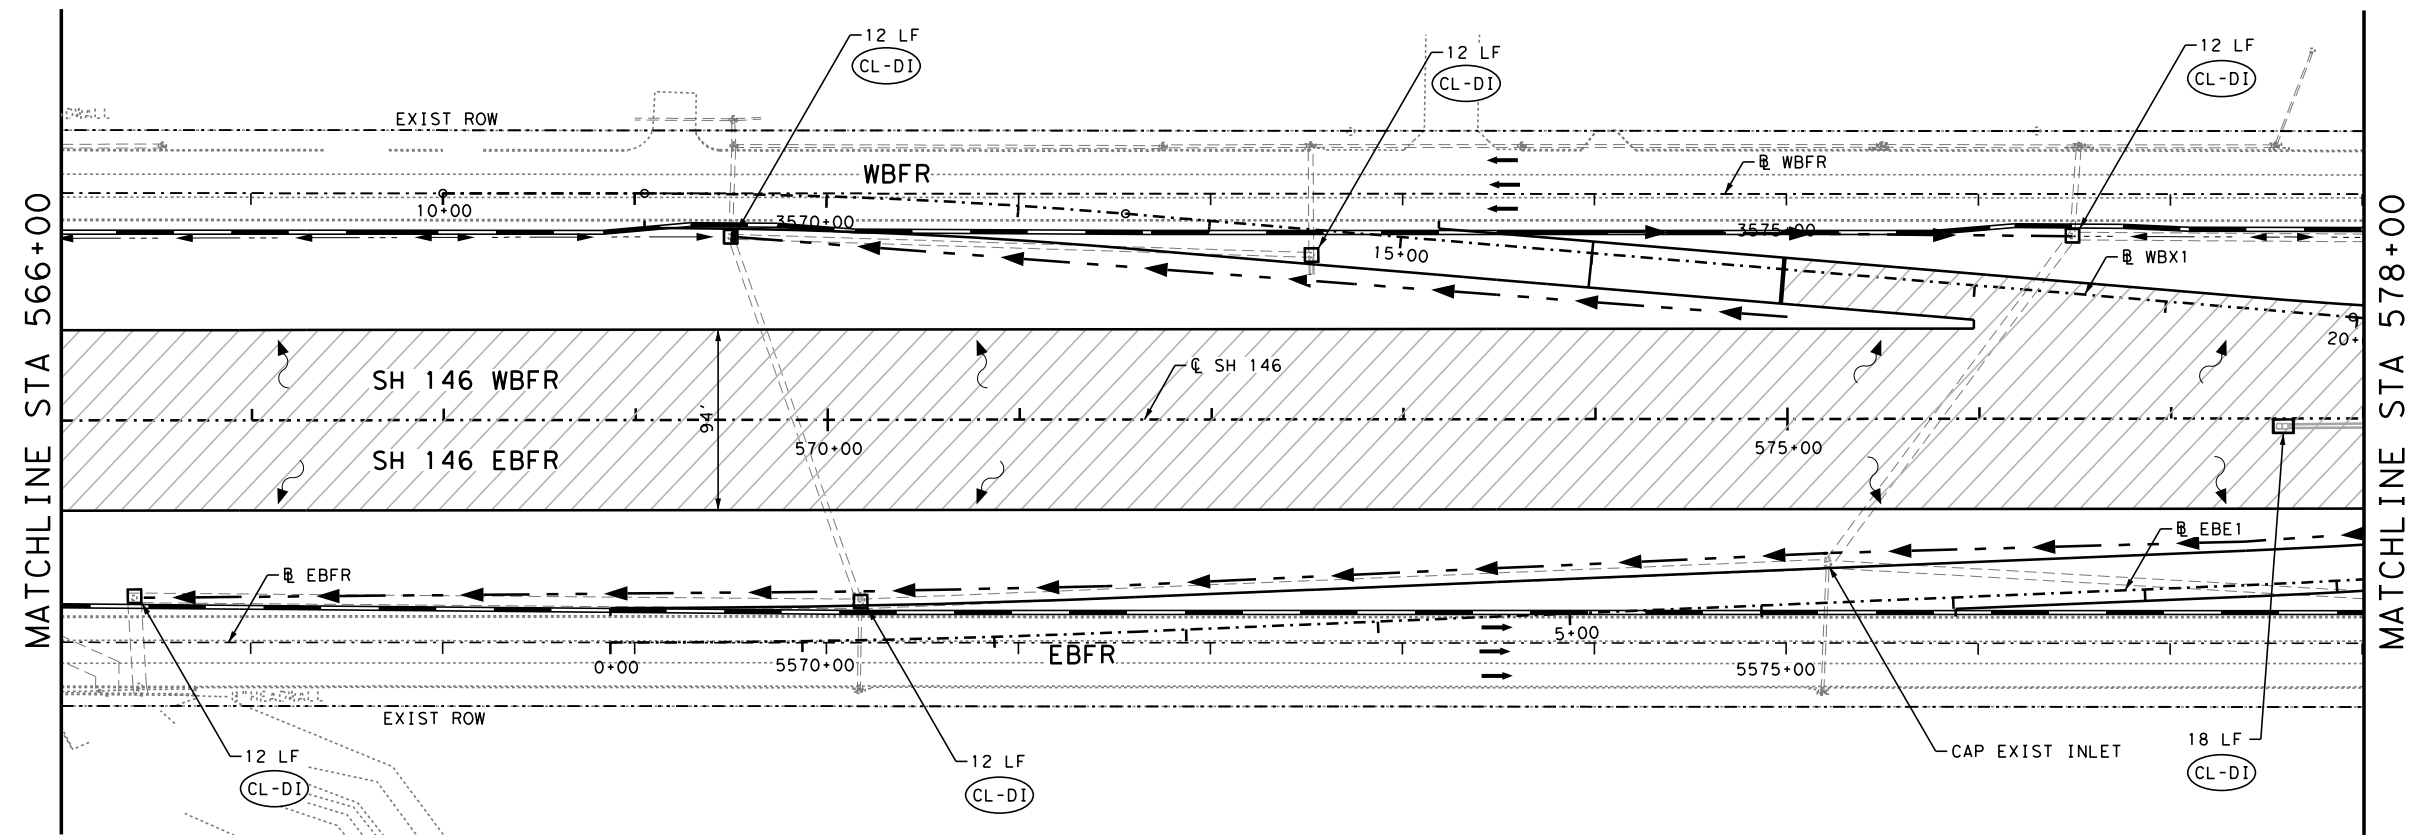 12 LF
CL-DI
12 LF
CL-DI
12 LF
CL-DI
EXIST ROW
WBFR
℄ WBFR
10+00
3570+00
3575+00
15+00
℄ WBX1
20+
MATCHLINE STA 566+00
MATCHLINE STA 578+00
℄ SH 146
SH 146 WBFR
94'
570+00
575+00
SH 146 EBFR
℄ EBE1
℄ EBFR
5+00
0+00
5570+00
EBFR
5575+00
EXIST ROW
12 LF
CL-DI
12 LF
CL-DI
CAP EXIST INLET
18 LF
CL-DI